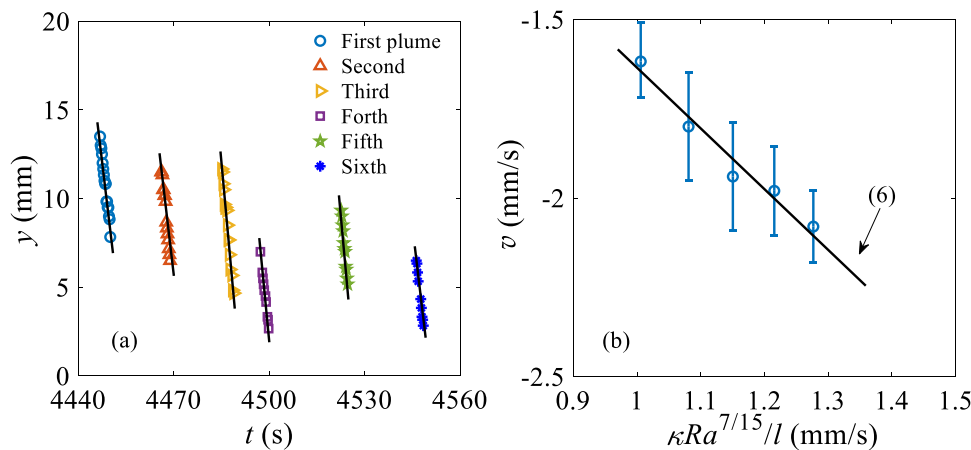 20
15
10
5
0
y (mm)
First plume
Second
Third
Forth
Fifth
Sixth
(a)
4440 4470 4500 4530 4560
t (s)
-1.5
-2
-2.5
v (mm/s)
(6)
(b)
0.9 1 1.1 1.2 1.3 1.4 1.5
κRa^{7/15}/l (mm/s)